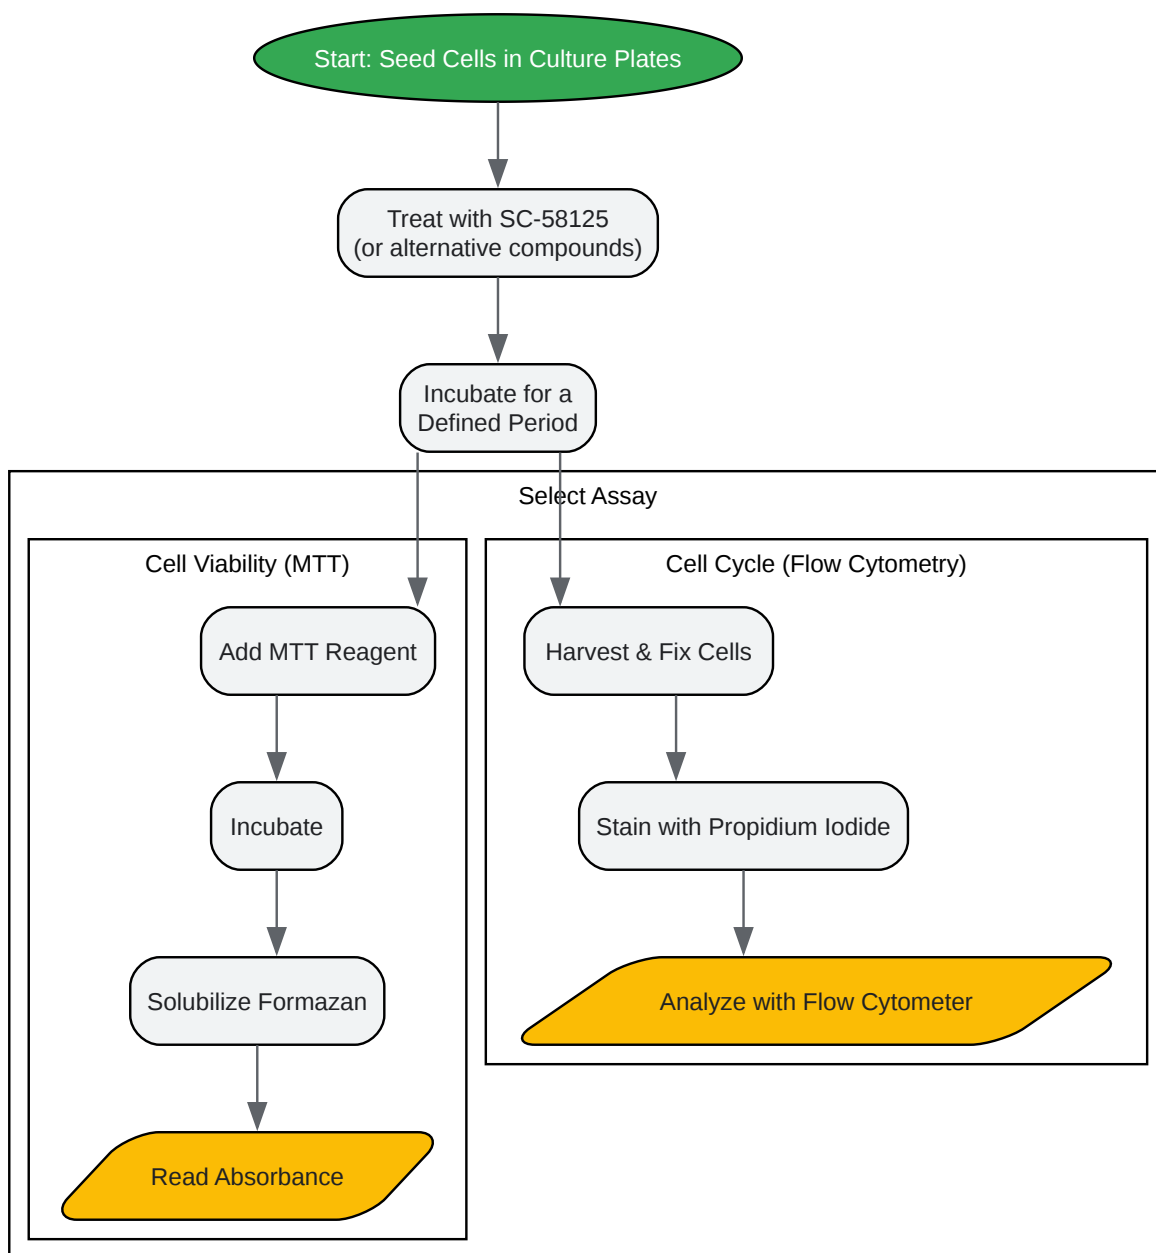 Start: Seed Cells in Culture Plates
Treat with SC-58125
(or alternative compounds)
Incubate for a
Defined Period
Select Assay
Cell Viability (MTT)
Add MTT Reagent
Incubate
Solubilize Formazan
Read Absorbance
Cell Cycle (Flow Cytometry)
Harvest & Fix Cells
Stain with Propidium Iodide
Analyze with Flow Cytometer